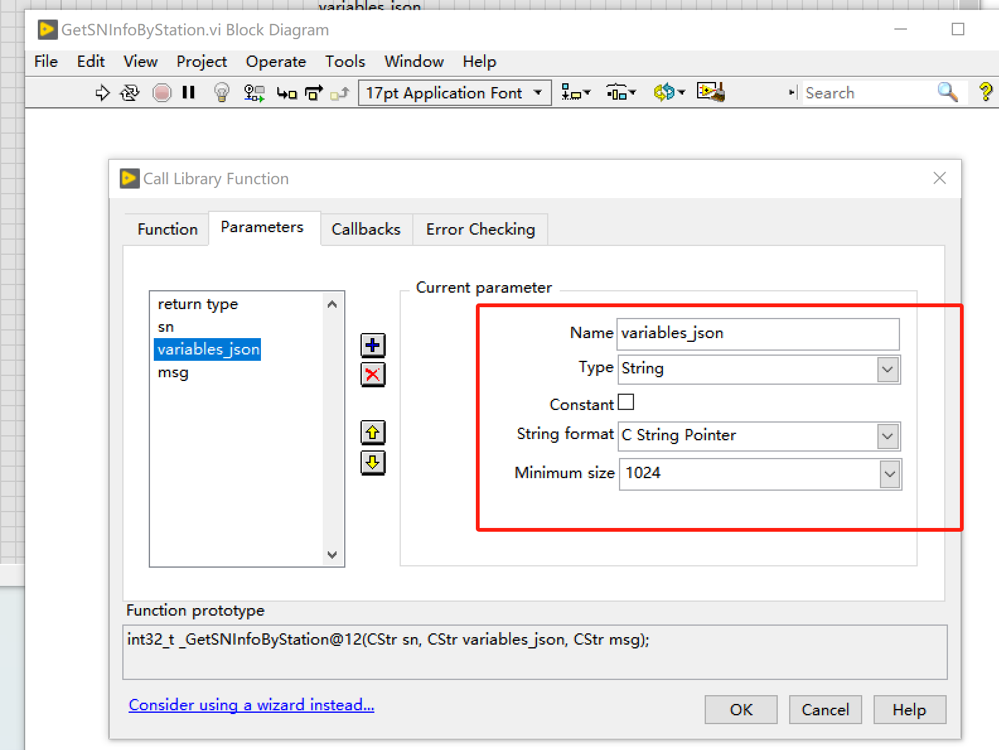 variables_json
GetSNInfoByStation.vi Block Diagram
File Edit View Project Operate Tools Window Help
17pt Application Font
Search
Call Library Function
Function Parameters Callbacks Error Checking
return type
sn
variables_json
msg
Current parameter
Name variables_json
Type String
Constant
String format C String Pointer
Minimum size 1024
Function prototype
int32_t _GetSNInfoByStation@12(CStr sn, CStr variables_json, CStr msg);
Consider using a wizard instead...
OK Cancel Help